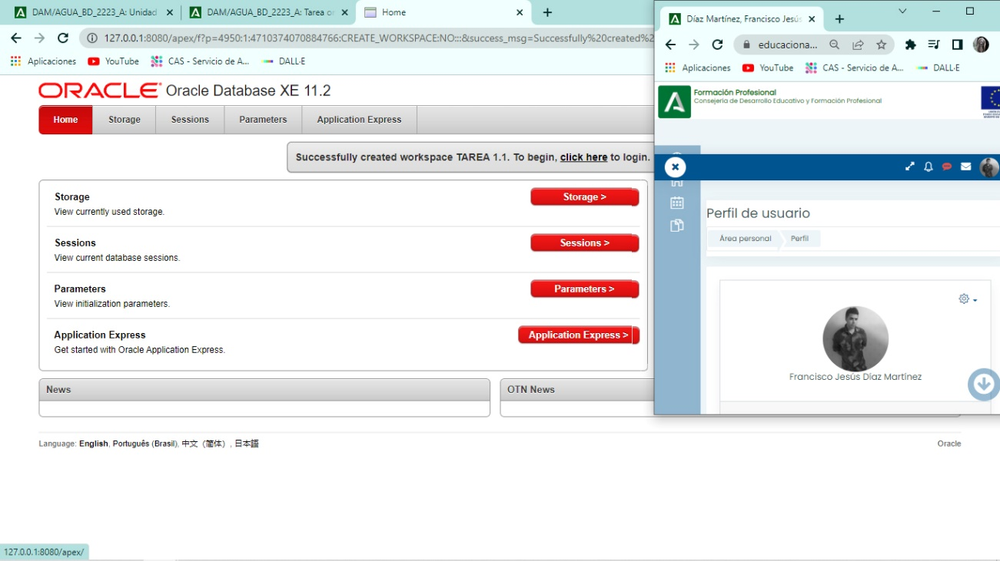 DAM/AGUA_BD_2223_A: Unidad
DAM/AGUA_BD_2223_A: Tarea on
Home
127.0.0.1:8080/apex/f?p=4950:1:4710374070884766:CREATE_WORKSPACE:NO:::&success_msg=Successfully%20created%2
Aplicaciones
YouTube
CAS - Servicio de A...
DALL·E
ORACLE Oracle Database XE 11.2
Home
Storage
Sessions
Parameters
Application Express
Successfully created workspace TAREA 1.1. To begin, click here to login.
Storage
View currently used storage.
Storage >
Sessions
View current database sessions.
Sessions >
Parameters
View initialization parameters.
Parameters >
Application Express
Get started with Oracle Application Express.
Application Express >
News
OTN News
Language: English, Português (Brasil), 中文（简体）, 日本語
Oracle
127.0.0.1:8080/apex/
Díaz Martínez, Francisco Jesús
educaciona...
Aplicaciones
YouTube
CAS - Servicio de A...
DALL·E
Formación Profesional
Consejería de Desarrollo Educativo y Formación Profesional
Perfil de usuario
Área personal
Perfil
Francisco Jesús Díaz Martínez